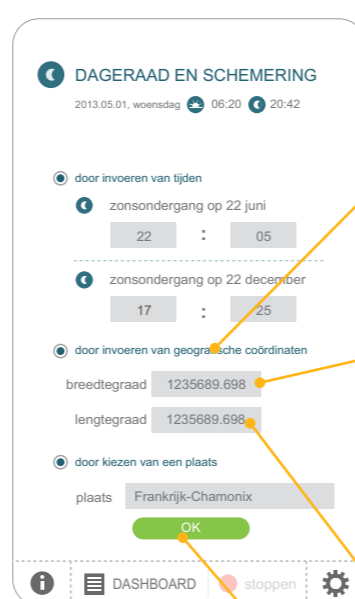 DAGERAAD EN SCHEMERING
2013.05.01, woensdag 06:20 20:42
door invoeren van tijden
zonsondergang op 22 juni
22 : 05
zonsondergang op 22 december
17 : 25
door invoeren van geografische coördinaten
breedtegraad 1235689.698
lengtegraad 1235689.698
door kiezen van een plaats
plaats Frankrijk-Chamonix
OK
DASHBOARD stoppen